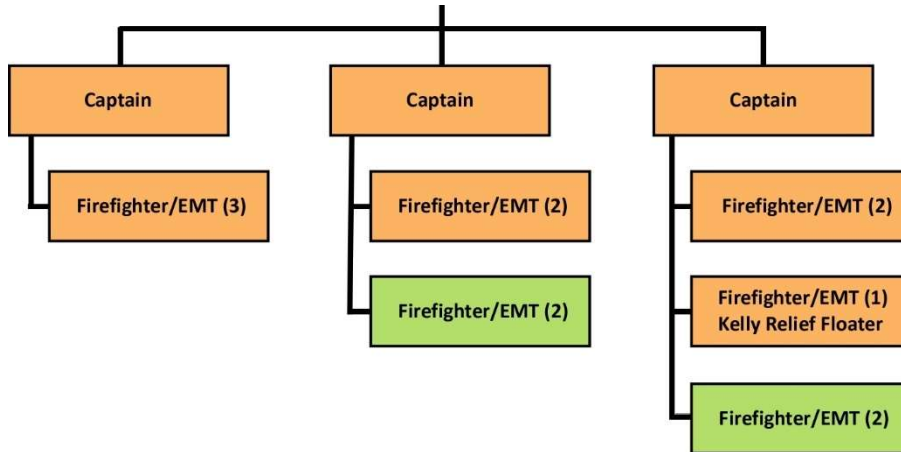 Captain
Captain
Captain
Firefighter/EMT (3)
Firefighter/EMT (2)
Firefighter/EMT (2)
Firefighter/EMT (2)
Firefighter/EMT (1)
Kelly Relief Floater
Firefighter/EMT (2)